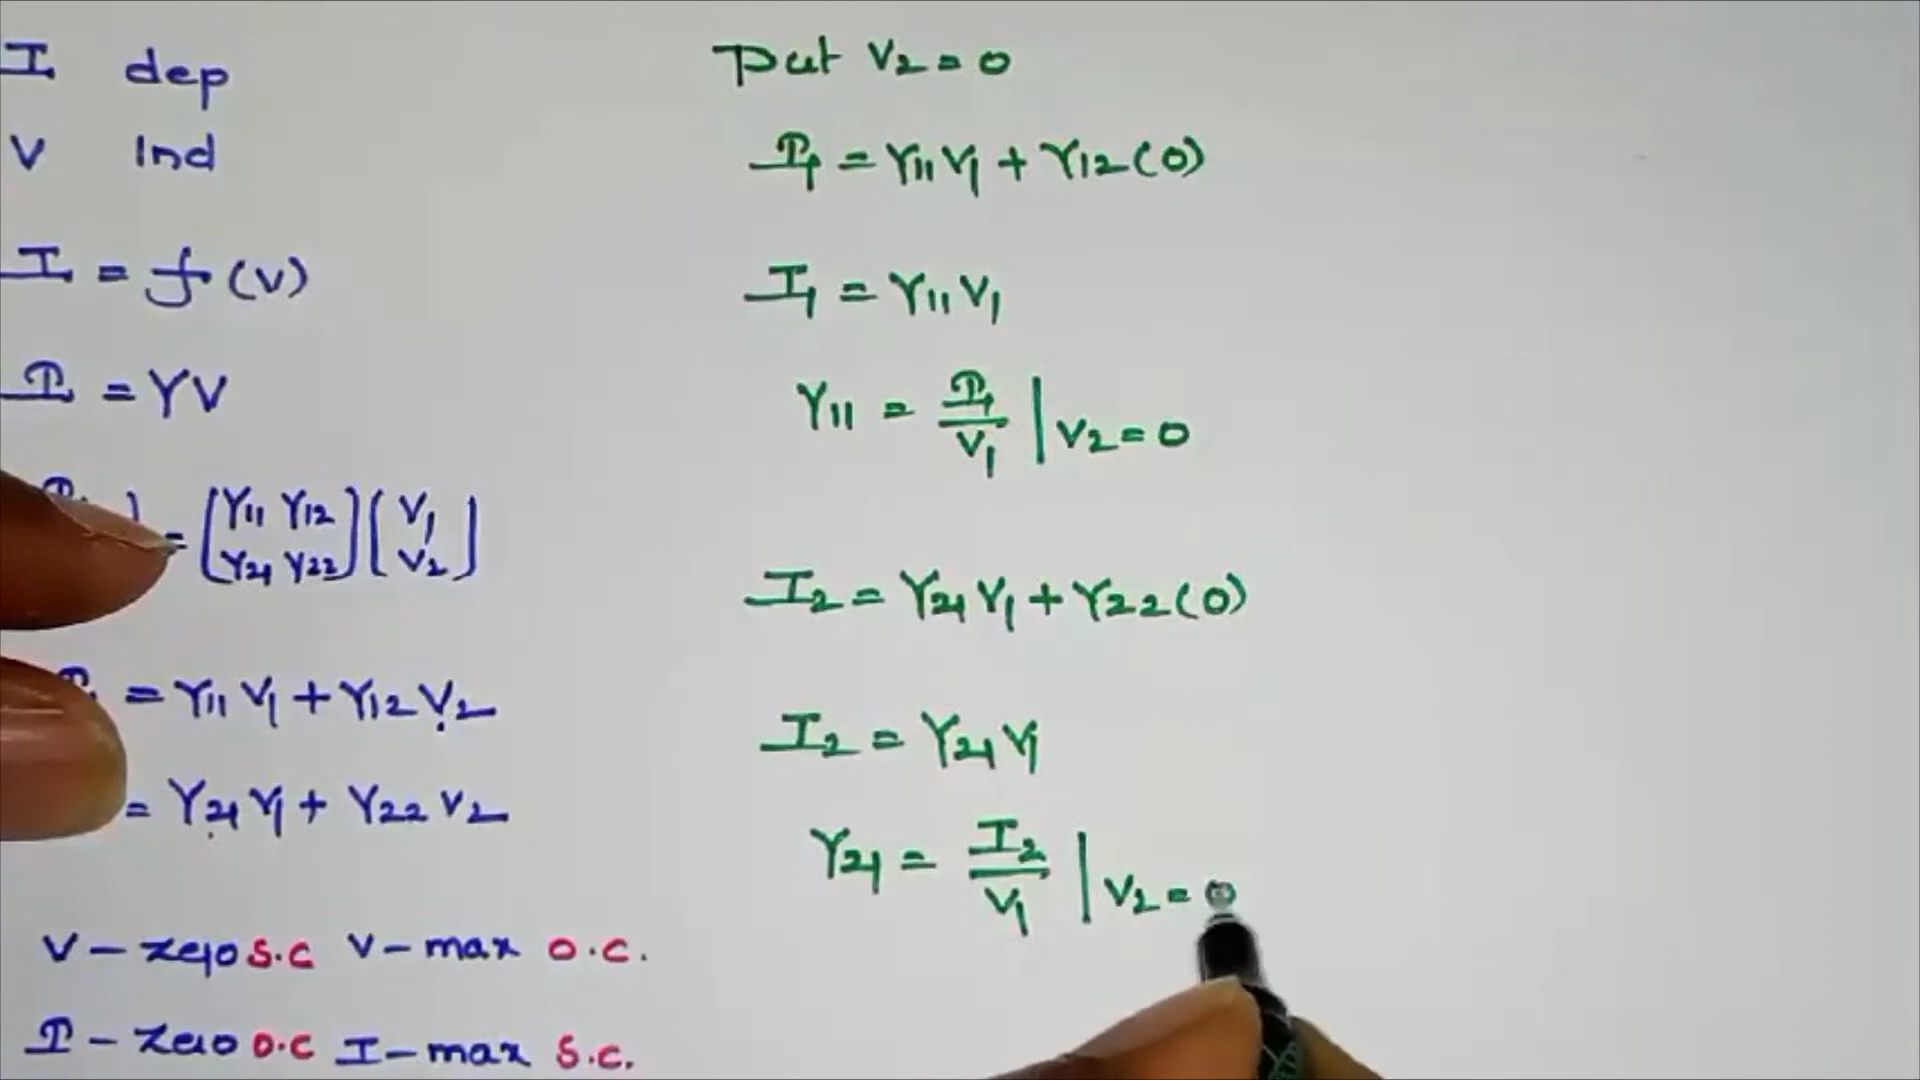 I dep
V Ind
I = f(V)
I = YV
= [Y11 Y12] [V1]
[Y21 Y22] [V2]
= Y11 V1 + Y12 V2
= Y21 V1 + Y22 V2
V - zero S.C V - max O.C.
I - zero O.C I - max S.C.
Put V2 = 0
I1 = Y11 V1 + Y12 (0)
I1 = Y11 V1
Y11 = I1/V1 | V2 = 0
I2 = Y21 V1 + Y22 (0)
I2 = Y21 V1
Y21 = I2/V1 | V2 = 0